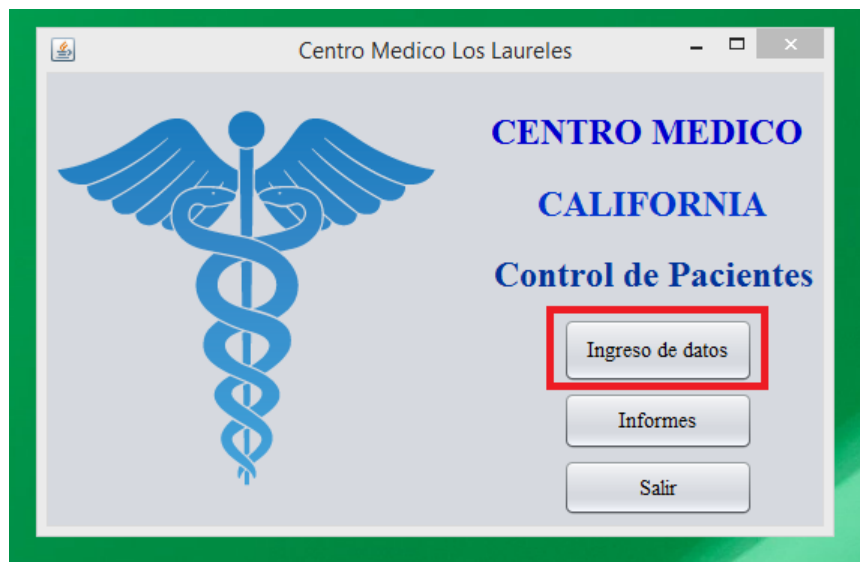 Centro Medico Los Laureles
CENTRO MEDICO
CALIFORNIA
Control de Pacientes
Ingreso de datos
Informes
Salir